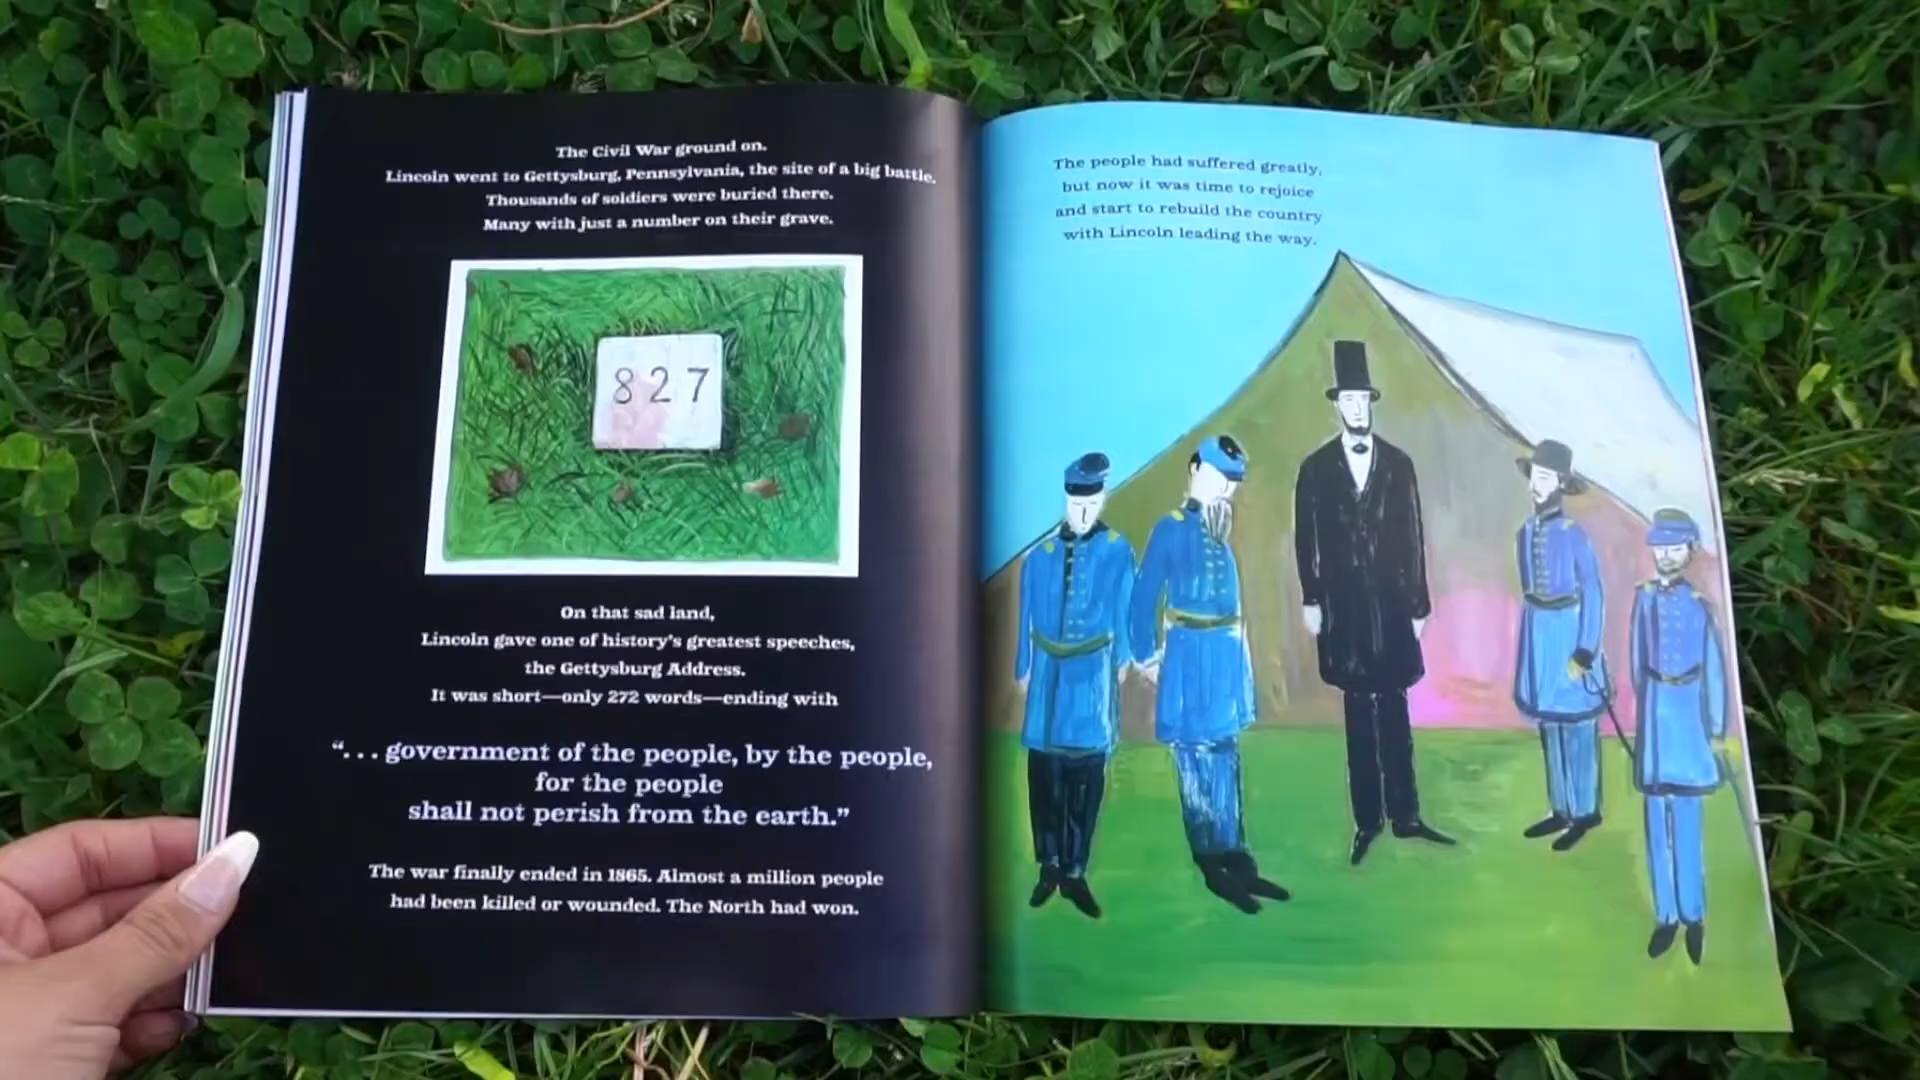 The Civil War ground on.
Lincoln went to Gettysburg, Pennsylvania, the site of a big battle.
Thousands of soldiers were buried there.
Many with just a number on their grave.
827
On that sad land,
Lincoln gave one of history's greatest speeches,
the Gettysburg Address.
It was short—only 272 words—ending with
“. . . government of the people, by the people,
for the people
shall not perish from the earth.”
The war finally ended in 1865. Almost a million people
had been killed or wounded. The North had won.
The people had suffered greatly,
but now it was time to rejoice
and start to rebuild the country
with Lincoln leading the way.